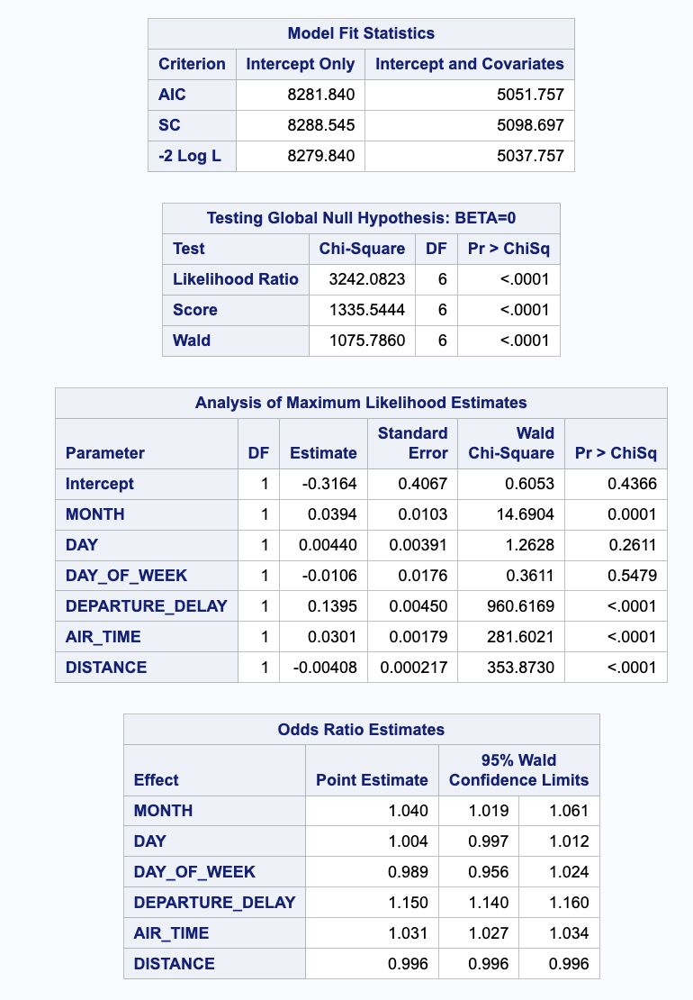 Model Fit Statistics
Criterion Intercept Only Intercept and Covariates
AIC 8281.840 5051.757
SC 8288.545 5098.697
-2 Log L 8279.840 5037.757
Testing Global Null Hypothesis: BETA=0
Test Chi-Square DF Pr > ChiSq
Likelihood Ratio 3242.0823 6 <.0001
Score 1335.5444 6 <.0001
Wald 1075.7860 6 <.0001
Analysis of Maximum Likelihood Estimates
Standard Wald
Parameter DF Estimate Error Chi-Square Pr > ChiSq
Intercept 1 -0.3164 0.4067 0.6053 0.4366
MONTH 1 0.0394 0.0103 14.6904 0.0001
DAY 1 0.00440 0.00391 1.2628 0.2611
DAY_OF_WEEK 1 -0.0106 0.0176 0.3611 0.5479
DEPARTURE_DELAY 1 0.1395 0.00450 960.6169 <.0001
AIR_TIME 1 0.0301 0.00179 281.6021 <.0001
DISTANCE 1 -0.00408 0.000217 353.8730 <.0001
Odds Ratio Estimates
95% Wald
Effect Point Estimate Confidence Limits
MONTH 1.040 1.019 1.061
DAY 1.004 0.997 1.012
DAY_OF_WEEK 0.989 0.956 1.024
DEPARTURE_DELAY 1.150 1.140 1.160
AIR_TIME 1.031 1.027 1.034
DISTANCE 0.996 0.996 0.996